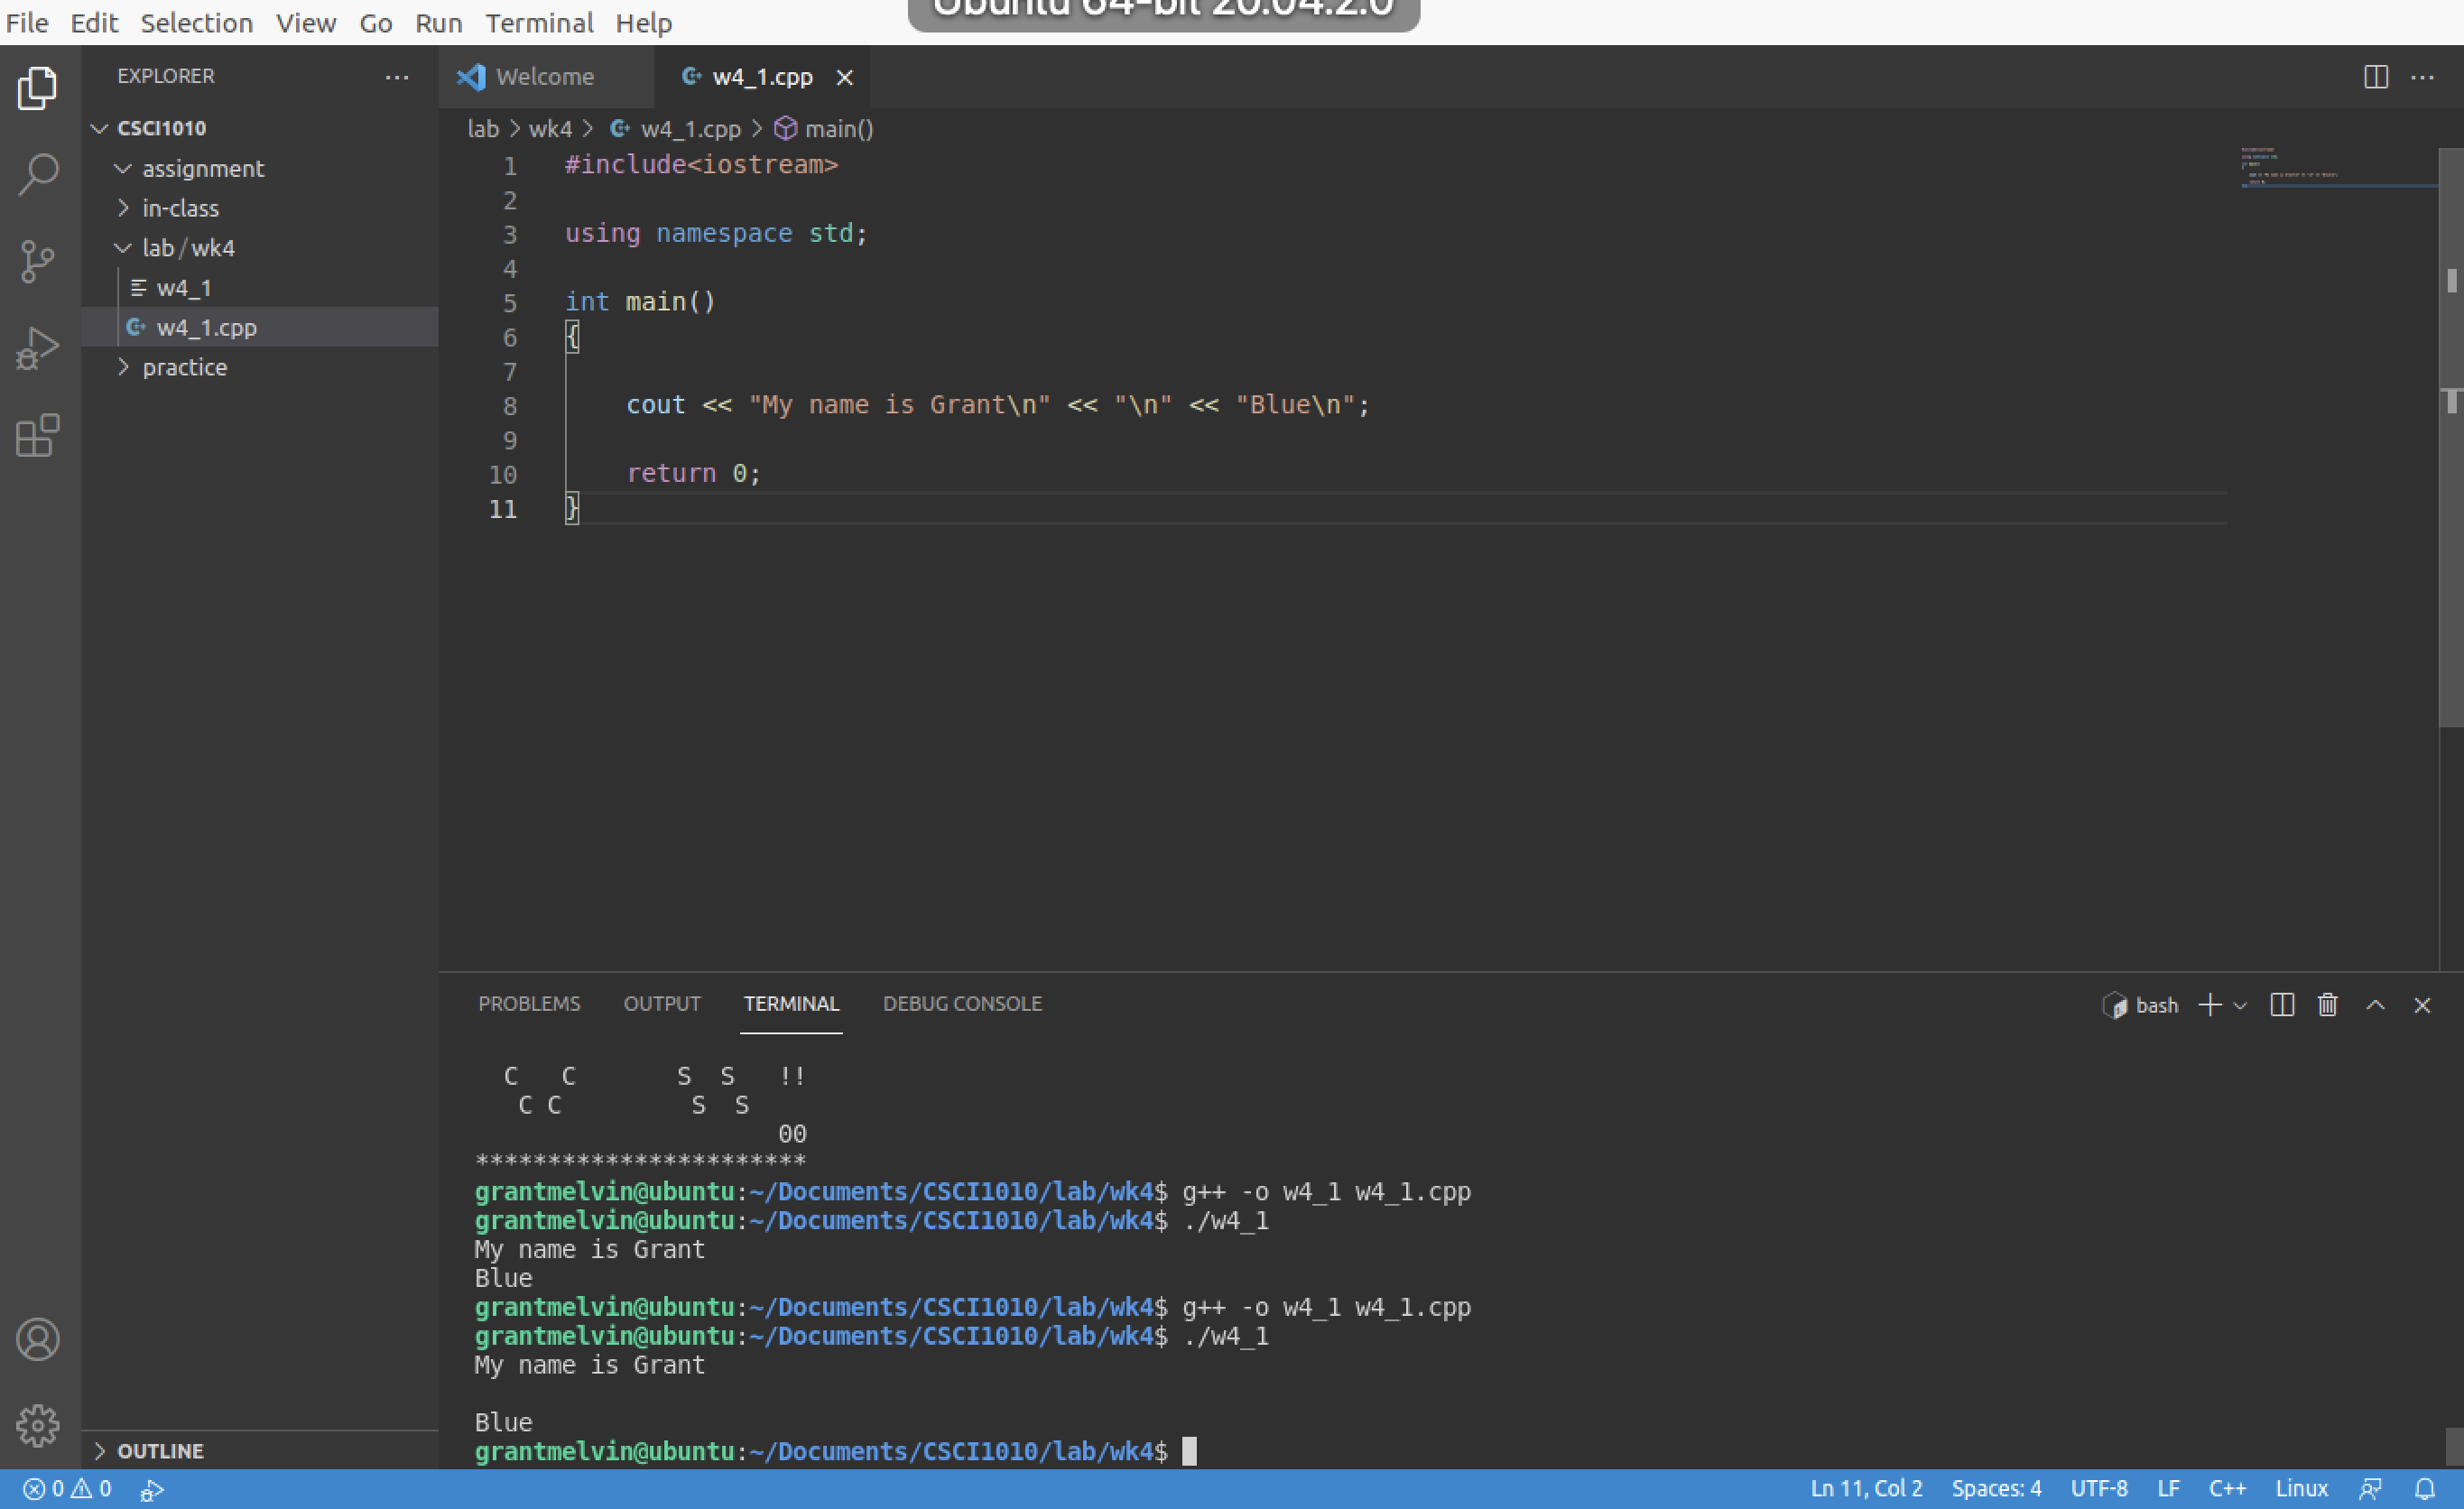 Ubuntu 64-bit 20.04.2.0
File Edit Selection View Go Run Terminal Help
EXPLORER
Welcome
w4_1.cpp
CSCI1010
assignment
in-class
lab/wk4
w4_1
w4_1.cpp
practice
OUTLINE
lab > wk4 > w4_1.cpp > main()
1 #include<iostream>
2
3 using namespace std;
4
5 int main()
6 {
7
8 cout << "My name is Grant\n" << "\n" << "Blue\n";
9
10 return 0;
11 }
PROBLEMS OUTPUT TERMINAL DEBUG CONSOLE
bash
C C S S !!
C C S S
00
***********************
grantmelvin@ubuntu:~/Documents/CSCI1010/lab/wk4$ g++ -o w4_1 w4_1.cpp
grantmelvin@ubuntu:~/Documents/CSCI1010/lab/wk4$ ./w4_1
My name is Grant
Blue
grantmelvin@ubuntu:~/Documents/CSCI1010/lab/wk4$ g++ -o w4_1 w4_1.cpp
grantmelvin@ubuntu:~/Documents/CSCI1010/lab/wk4$ ./w4_1
My name is Grant
Blue
grantmelvin@ubuntu:~/Documents/CSCI1010/lab/wk4$
0 0
Ln 11, Col 2 Spaces: 4 UTF-8 LF C++ Linux